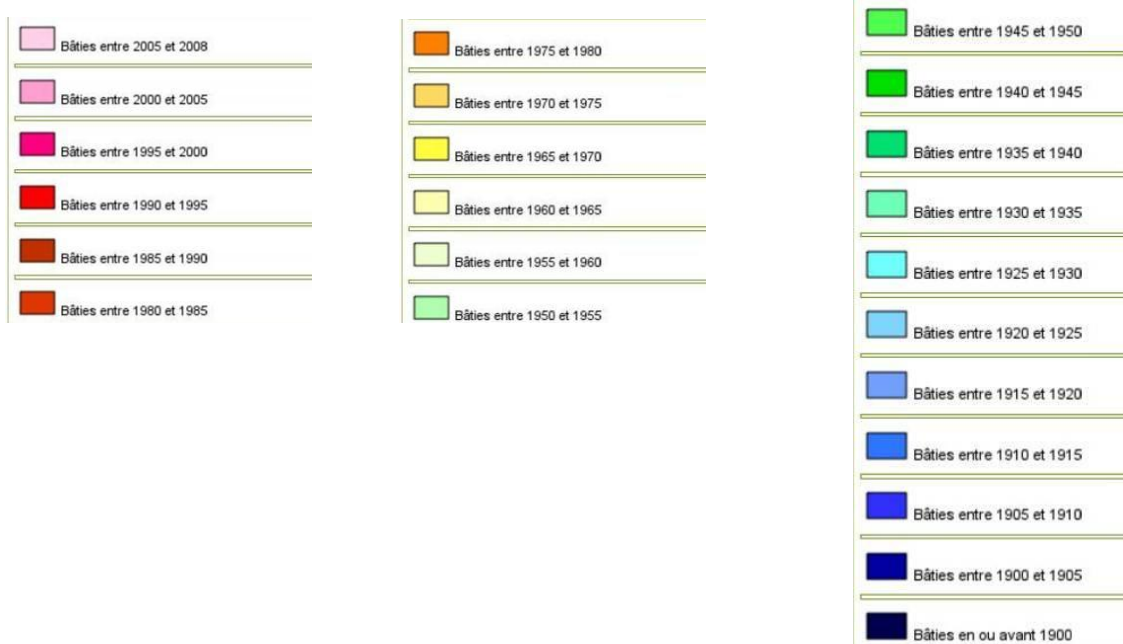 Bâties entre 2005 et 2008
Bâties entre 2000 et 2005
Bâties entre 1995 et 2000
Bâties entre 1990 et 1995
Bâties entre 1985 et 1990
Bâties entre 1980 et 1985
Bâties entre 1975 et 1980
Bâties entre 1970 et 1975
Bâties entre 1965 et 1970
Bâties entre 1960 et 1965
Bâties entre 1955 et 1960
Bâties entre 1950 et 1955
Bâties entre 1945 et 1950
Bâties entre 1940 et 1945
Bâties entre 1935 et 1940
Bâties entre 1930 et 1935
Bâties entre 1925 et 1930
Bâties entre 1920 et 1925
Bâties entre 1915 et 1920
Bâties entre 1910 et 1915
Bâties entre 1905 et 1910
Bâties entre 1900 et 1905
Bâties en ou avant 1900